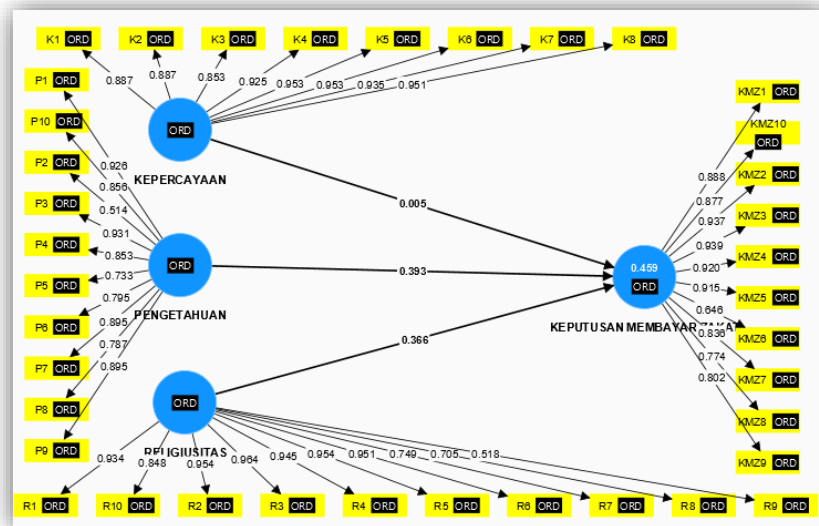 K1 ORD
K2 ORD
K3 ORD
K4 ORD
K5 ORD
K6 ORD
K7 ORD
K8 ORD
0.887
0.887
0.853
0.925
0.953
0.953
0.935
0.951
ORD
KEPERCAYAAN
P1 ORD
P10 ORD
P2 ORD
P3 ORD
P4 ORD
P5 ORD
P6 ORD
P7 ORD
P8 ORD
P9 ORD
0.926
0.856
0.514
0.931
0.853
0.733
0.795
0.895
0.787
0.895
ORD
PENGETAHUAN
0.005
0.393
0.366
0.459
ORD
KEPUTUSAN MEMBAYAR ZAKAT
KMZ1 ORD
KMZ10
ORD
KMZ2 ORD
KMZ3 ORD
KMZ4 ORD
KMZ5 ORD
KMZ6 ORD
KMZ7 ORD
KMZ8 ORD
KMZ9 ORD
0.888
0.877
0.937
0.939
0.920
0.915
0.646
0.836
0.774
0.802
ORD
RELIGIUSITAS
0.934
0.848
0.954
0.964
0.945
0.954
0.951
0.749
0.705
0.518
R1 ORD
R10 ORD
R2 ORD
R3 ORD
R4 ORD
R5 ORD
R6 ORD
R7 ORD
R8 ORD
R9 ORD